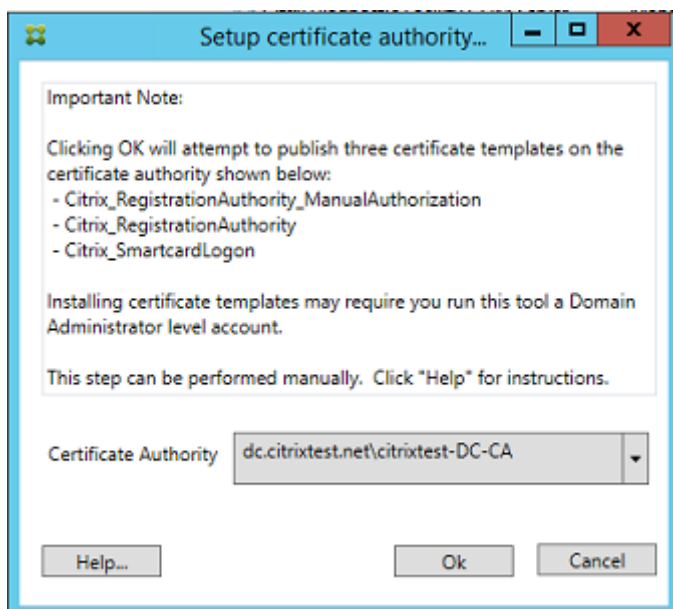 Setup certificate authority...
Important Note:
Clicking OK will attempt to publish three certificate templates on the
certificate authority shown below:
- Citrix_RegistrationAuthority_ManualAuthorization
- Citrix_RegistrationAuthority
- Citrix_SmartcardLogon
Installing certificate templates may require you run this tool a Domain
Administrator level account.
This step can be performed manually. Click "Help" for instructions.
Certificate Authority
dc.citrixtest.net\citrixtest-DC-CA
Help...
Ok
Cancel